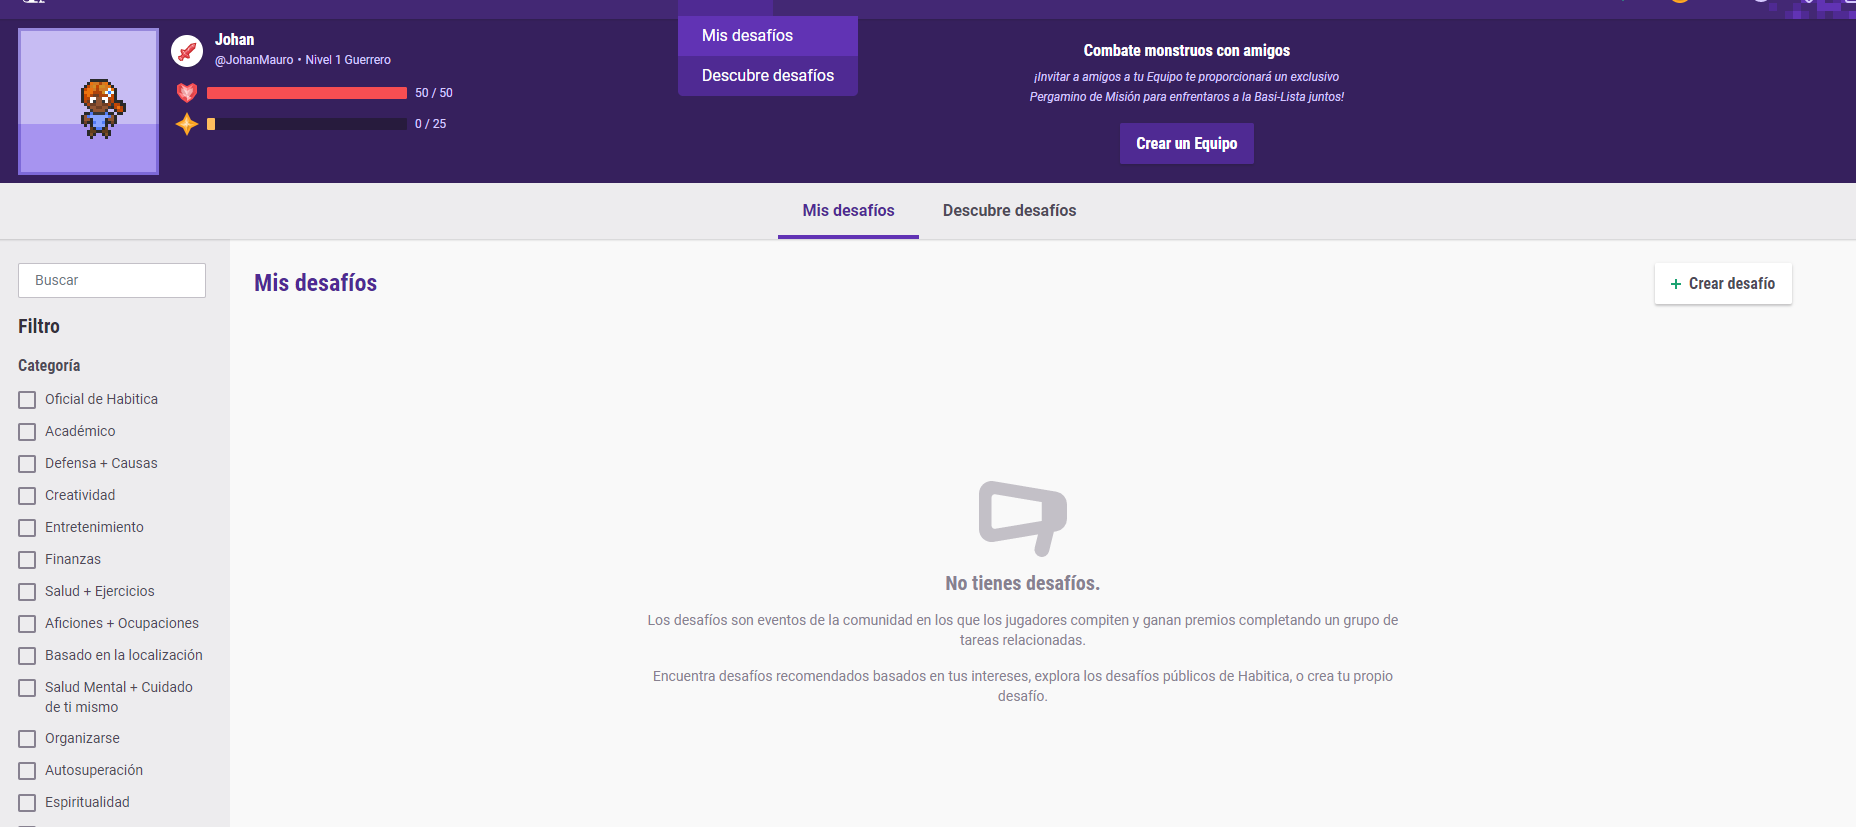 Johan
@JohanMauro • Nivel 1 Guerrero
50 / 50
0 / 25
Mis desafíos
Descubre desafíos
Combate monstruos con amigos
¡Invitar a amigos a tu Equipo te proporcionará un exclusivo
Pergamino de Misión para enfrentaros a la Basi-Lista juntos!
Crear un Equipo
Mis desafíos
Descubre desafíos
Buscar
Filtro
Categoría
Oficial de Habitica
Académico
Defensa + Causas
Creatividad
Entretenimiento
Finanzas
Salud + Ejercicios
Aficiones + Ocupaciones
Basado en la localización
Salud Mental + Cuidado
de ti mismo
Organizarse
Autosuperación
Espiritualidad
Mis desafíos
+ Crear desafío
No tienes desafíos.
Los desafíos son eventos de la comunidad en los que los jugadores compiten y ganan premios completando un grupo de
tareas relacionadas.
Encuentra desafíos recomendados basados en tus intereses, explora los desafíos públicos de Habitica, o crea tu propio
desafío.